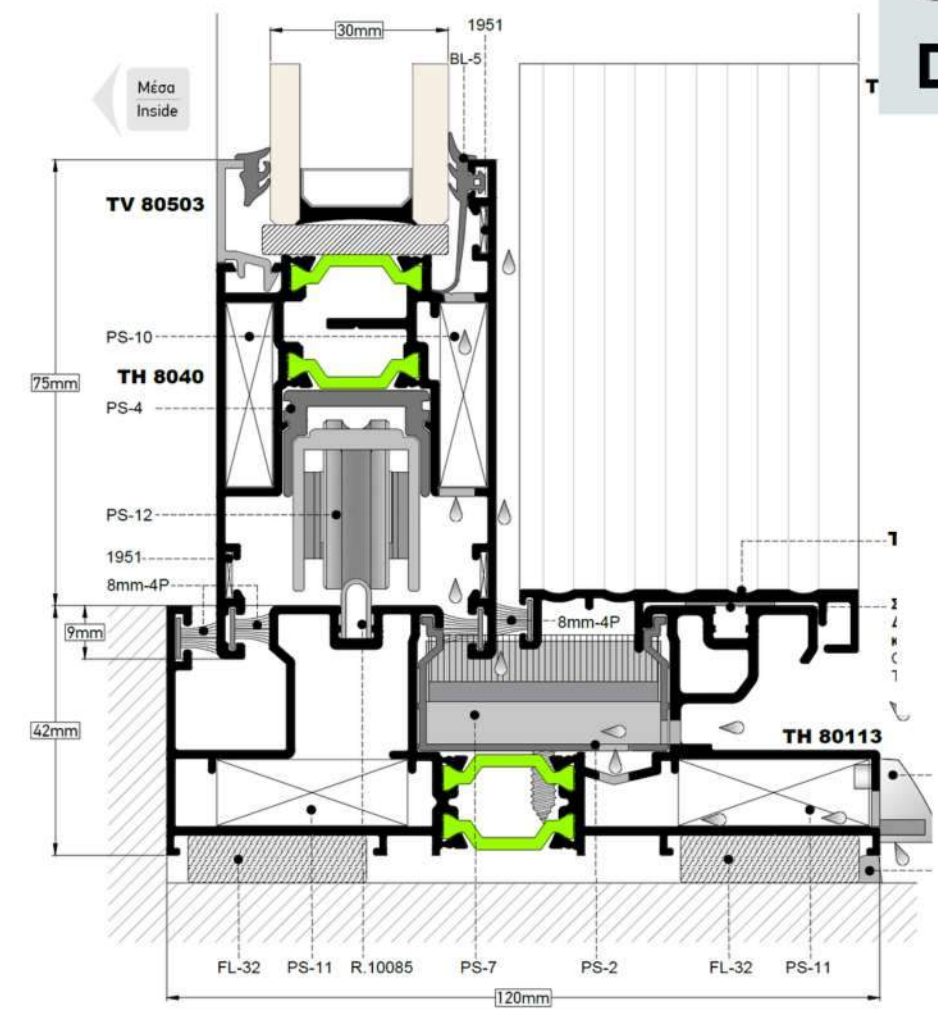 30mm
1951
BL-5
Μέσα
Inside
D
T
TV 80503
PS-10
TH 8040
75mm
PS-4
PS-12
T
1951
8mm-4P
Σ
9mm
8mm-4P
Δ
κ
Τ
42mm
TH 80113
FL-32 PS-11 R.10085 PS-7 PS-2 FL-32 PS-11
120mm